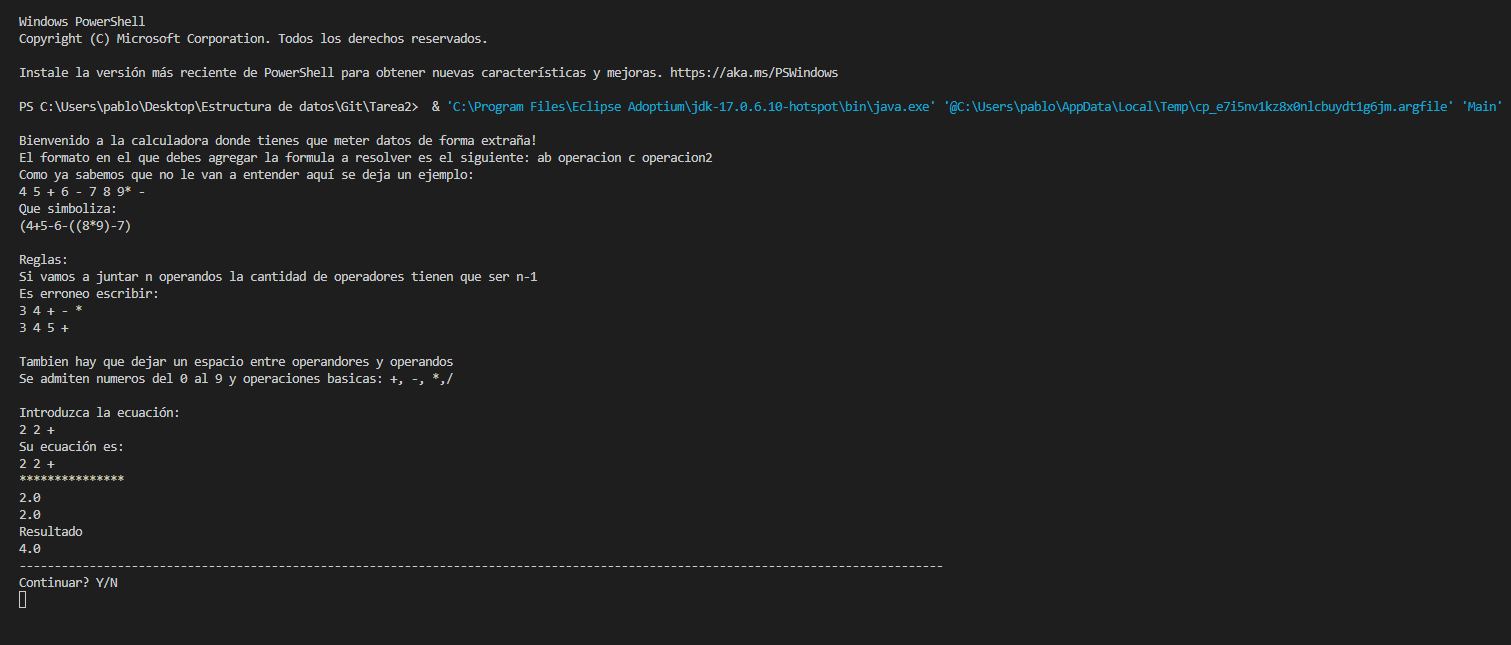 Windows PowerShell
Copyright (C) Microsoft Corporation. Todos los derechos reservados.
Instale la versión más reciente de PowerShell para obtener nuevas características y mejoras. https://aka.ms/PSWindows
PS C:\Users\pablo\Desktop\Estructura de datos\Git\Tarea2>  & 'C:\Program Files\Eclipse Adoptium\jdk-17.0.6.10-hotspot\bin\java.exe' '@C:\Users\pablo\AppData\Local\Temp\cp_e7i5nv1kz8x0nlcbuydt1g6jm.argfile' 'Main'
Bienvenido a la calculadora donde tienes que meter datos de forma extraña!
El formato en el que debes agregar la formula a resolver es el siguiente: ab operacion c operacion2
Como ya sabemos que no le van a entender aquí se deja un ejemplo:
4 5 + 6 - 7 8 9* -
Que simboliza:
(4+5-6-((8*9)-7)
Reglas:
Si vamos a juntar n operandos la cantidad de operadores tienen que ser n-1
Es erroneo escribir:
3 4 + - *
3 4 5 +
Tambien hay que dejar un espacio entre operandores y operandos
Se admiten numeros del 0 al 9 y operaciones basicas: +, -, *,/
Introduzca la ecuación:
2 2 +
Su ecuación es:
2 2 +
***************
2.0
2.0
Resultado
4.0
------------------------------------------------------------------------------------------------------------------------------------
Continuar? Y/N